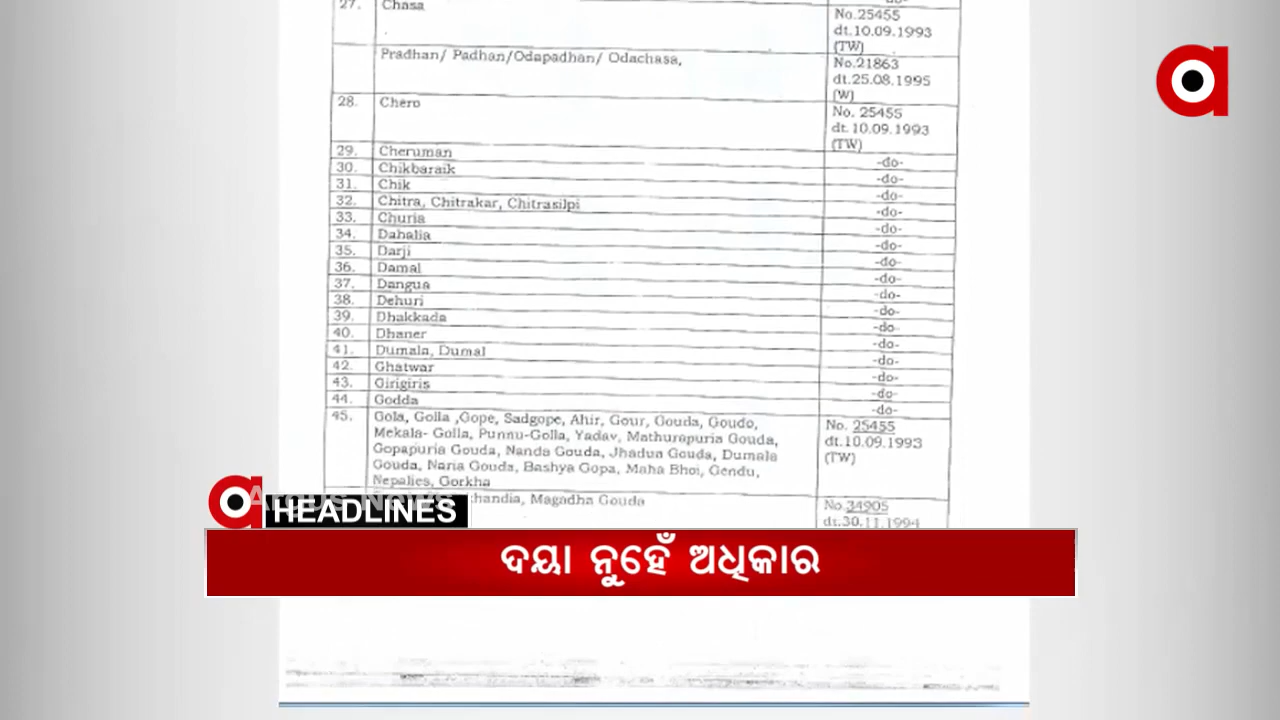 27. Chasa -do-
No.25455
dt.10.09.1993
(TW)
Pradhan/ Padhan/Odapadhan/ Odachasa, No.21863
dt.25.08.1995
(W)
28. Chero No. 25455
dt.10.09.1993
(TW)
29. Cheruman -do-
30. Chikbaraik -do-
31. Chik -do-
32. Chitra, Chitrakar, Chitrasilpi -do-
33. Churia -do-
34. Dahalia -do-
35. Darji -do-
36. Damal -do-
37. Dangua -do-
38. Dehuri -do-
39. Dhakkada -do-
40. Dhaner -do-
41. Dumala, Dumal -do-
42. Ghatwar -do-
43. Girigiris -do-
44. Godda -do-
45. Gola, Golla ,Gope, Sadgope, Ahir, Gour, Gouda, Goudo, No. 25455
Mekala- Golla, Punnu-Golla, Yadav, Mathurapuria Gouda, dt.10.09.1993
Gopapuria Gouda, Nanda Gouda, Jhadua Gouda, Dumala (TW)
Gouda, Naria Gouda, Bashya Gopa, Maha Bhoi, Gendu,
Nepalies, Gorkha
khandia, Magadha Gouda No.34905
dt.30.11.1994
Argus News
HEADLINES
ଦୟା ନୁହେଁ ଅଧିକାର